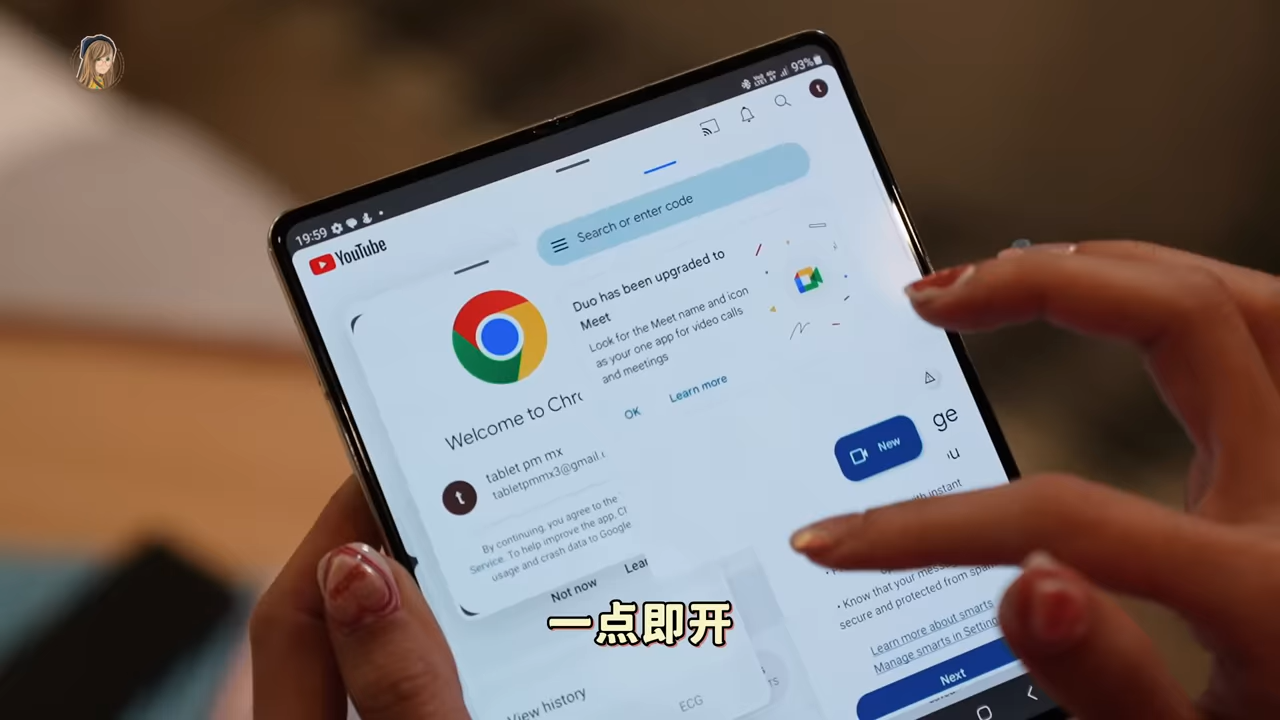 19:59
93%
YouTube
Search or enter code
Duo has been upgraded to
Meet
Look for the Meet name and icon
as your one app for video calls
and meetings
OK
Learn more
Welcome to Chro
t
tablet pm mx
tabletpmmx3@gmail.
By continuing, you agree to the
Service. To help improve the app,
usage and crash data to Google
Not now
New
ge
with instant
• Know that your
secure and protected from
Learn more about smarts
Manage smarts in Setting
Next
View history
ECG
一点即开